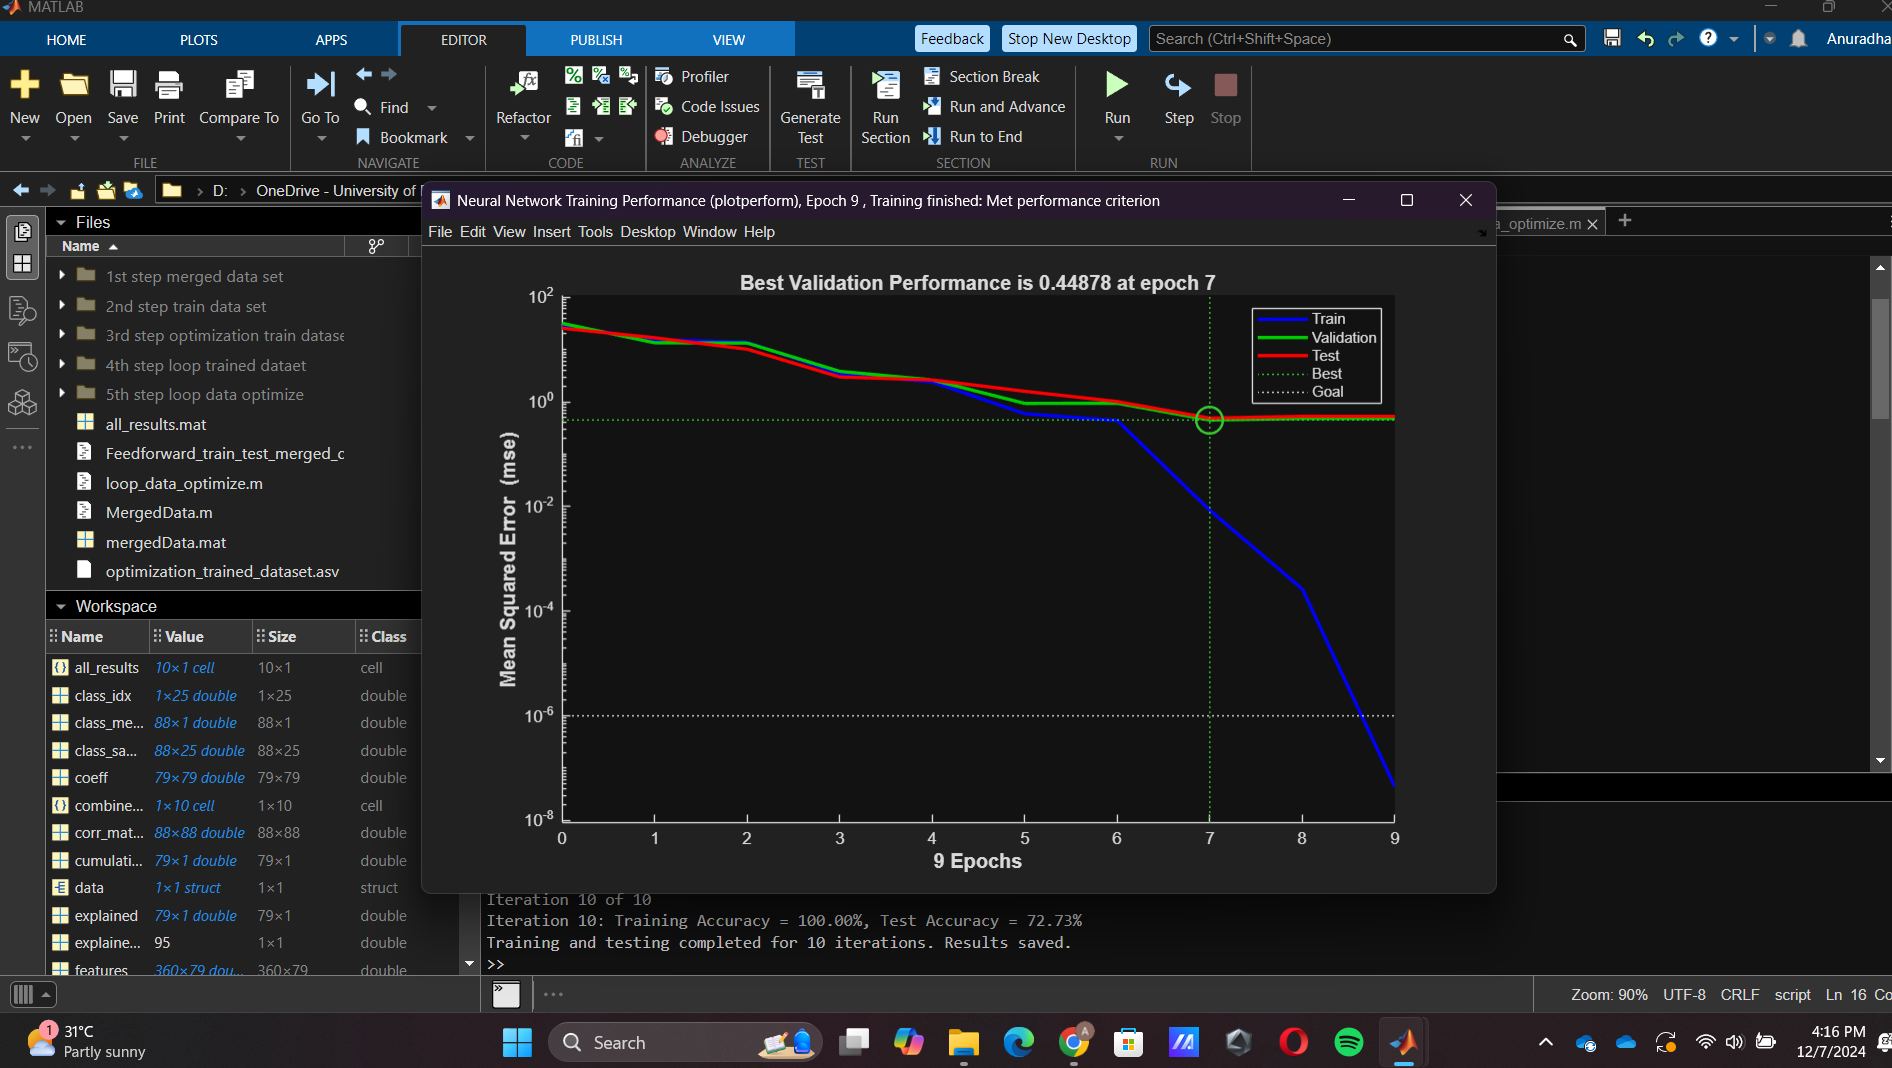 MATLAB
HOME PLOTS APPS EDITOR PUBLISH VIEW Feedback Stop New Desktop Search (Ctrl+Shift+Space) Anuradha
New Open Save Print Compare To
FILE
Go To Find Bookmark
NAVIGATE
Refactor
CODE
Profiler
Code Issues
Debugger
ANALYZE
Generate Test
TEST
Run Section
Section Break
Run and Advance
Run to End
SECTION
Run Step Stop
RUN
D: OneDrive - University of
Files
Name
1st step merged data set
2nd step train data set
3rd step optimization train datase
4th step loop trained dataet
5th step loop data optimize
all_results.mat
Feedforward_train_test_merged_c
loop_data_optimize.m
MergedData.m
mergedData.mat
optimization_trained_dataset.asv
Workspace
Name Value Size Class
all_results 10×1 cell 10×1 cell
class_idx 1×25 double 1×25 double
class_me... 88×1 double 88×1 double
class_sa... 88×25 double 88×25 double
coeff 79×79 double 79×79 double
combine... 1×10 cell 1×10 cell
corr_mat... 88×88 double 88×88 double
cumulati... 79×1 double 79×1 double
data 1×1 struct 1×1 struct
explained 79×1 double 79×1 double
explaine... 95 1×1 double
features 360×79 dou... 360×79 double
Neural Network Training Performance (plotperform), Epoch 9 , Training finished: Met performance criterion
File Edit View Insert Tools Desktop Window Help
a_optimize.m
Best Validation Performance is 0.44878 at epoch 7
Train
Validation
Test
Best
Goal
10^2
10^0
10^-2
10^-4
10^-6
10^-8
Mean Squared Error (mse)
0 1 2 3 4 5 6 7 8 9
9 Epochs
Iteration 10 of 10
Iteration 10: Training Accuracy = 100.00%, Test Accuracy = 72.73%
Training and testing completed for 10 iterations. Results saved.
>>
Zoom: 90% UTF-8 CRLF script Ln 16 Co
1
31°C
Partly sunny
Search
A
4:16 PM
12/7/2024